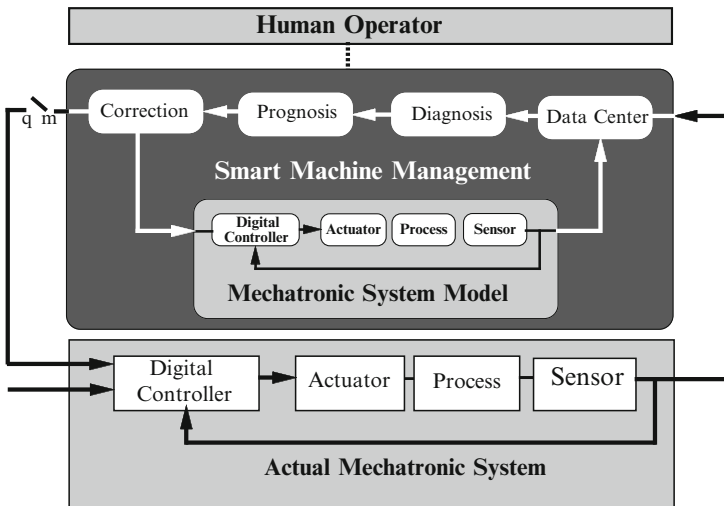 Human Operator
Correction
Prognosis
Diagnosis
Data Center
q m
Smart Machine Management
Digital
Controller
Actuator
Process
Sensor
Mechatronic System Model
Digital
Controller
Actuator
Process
Sensor
Actual Mechatronic System